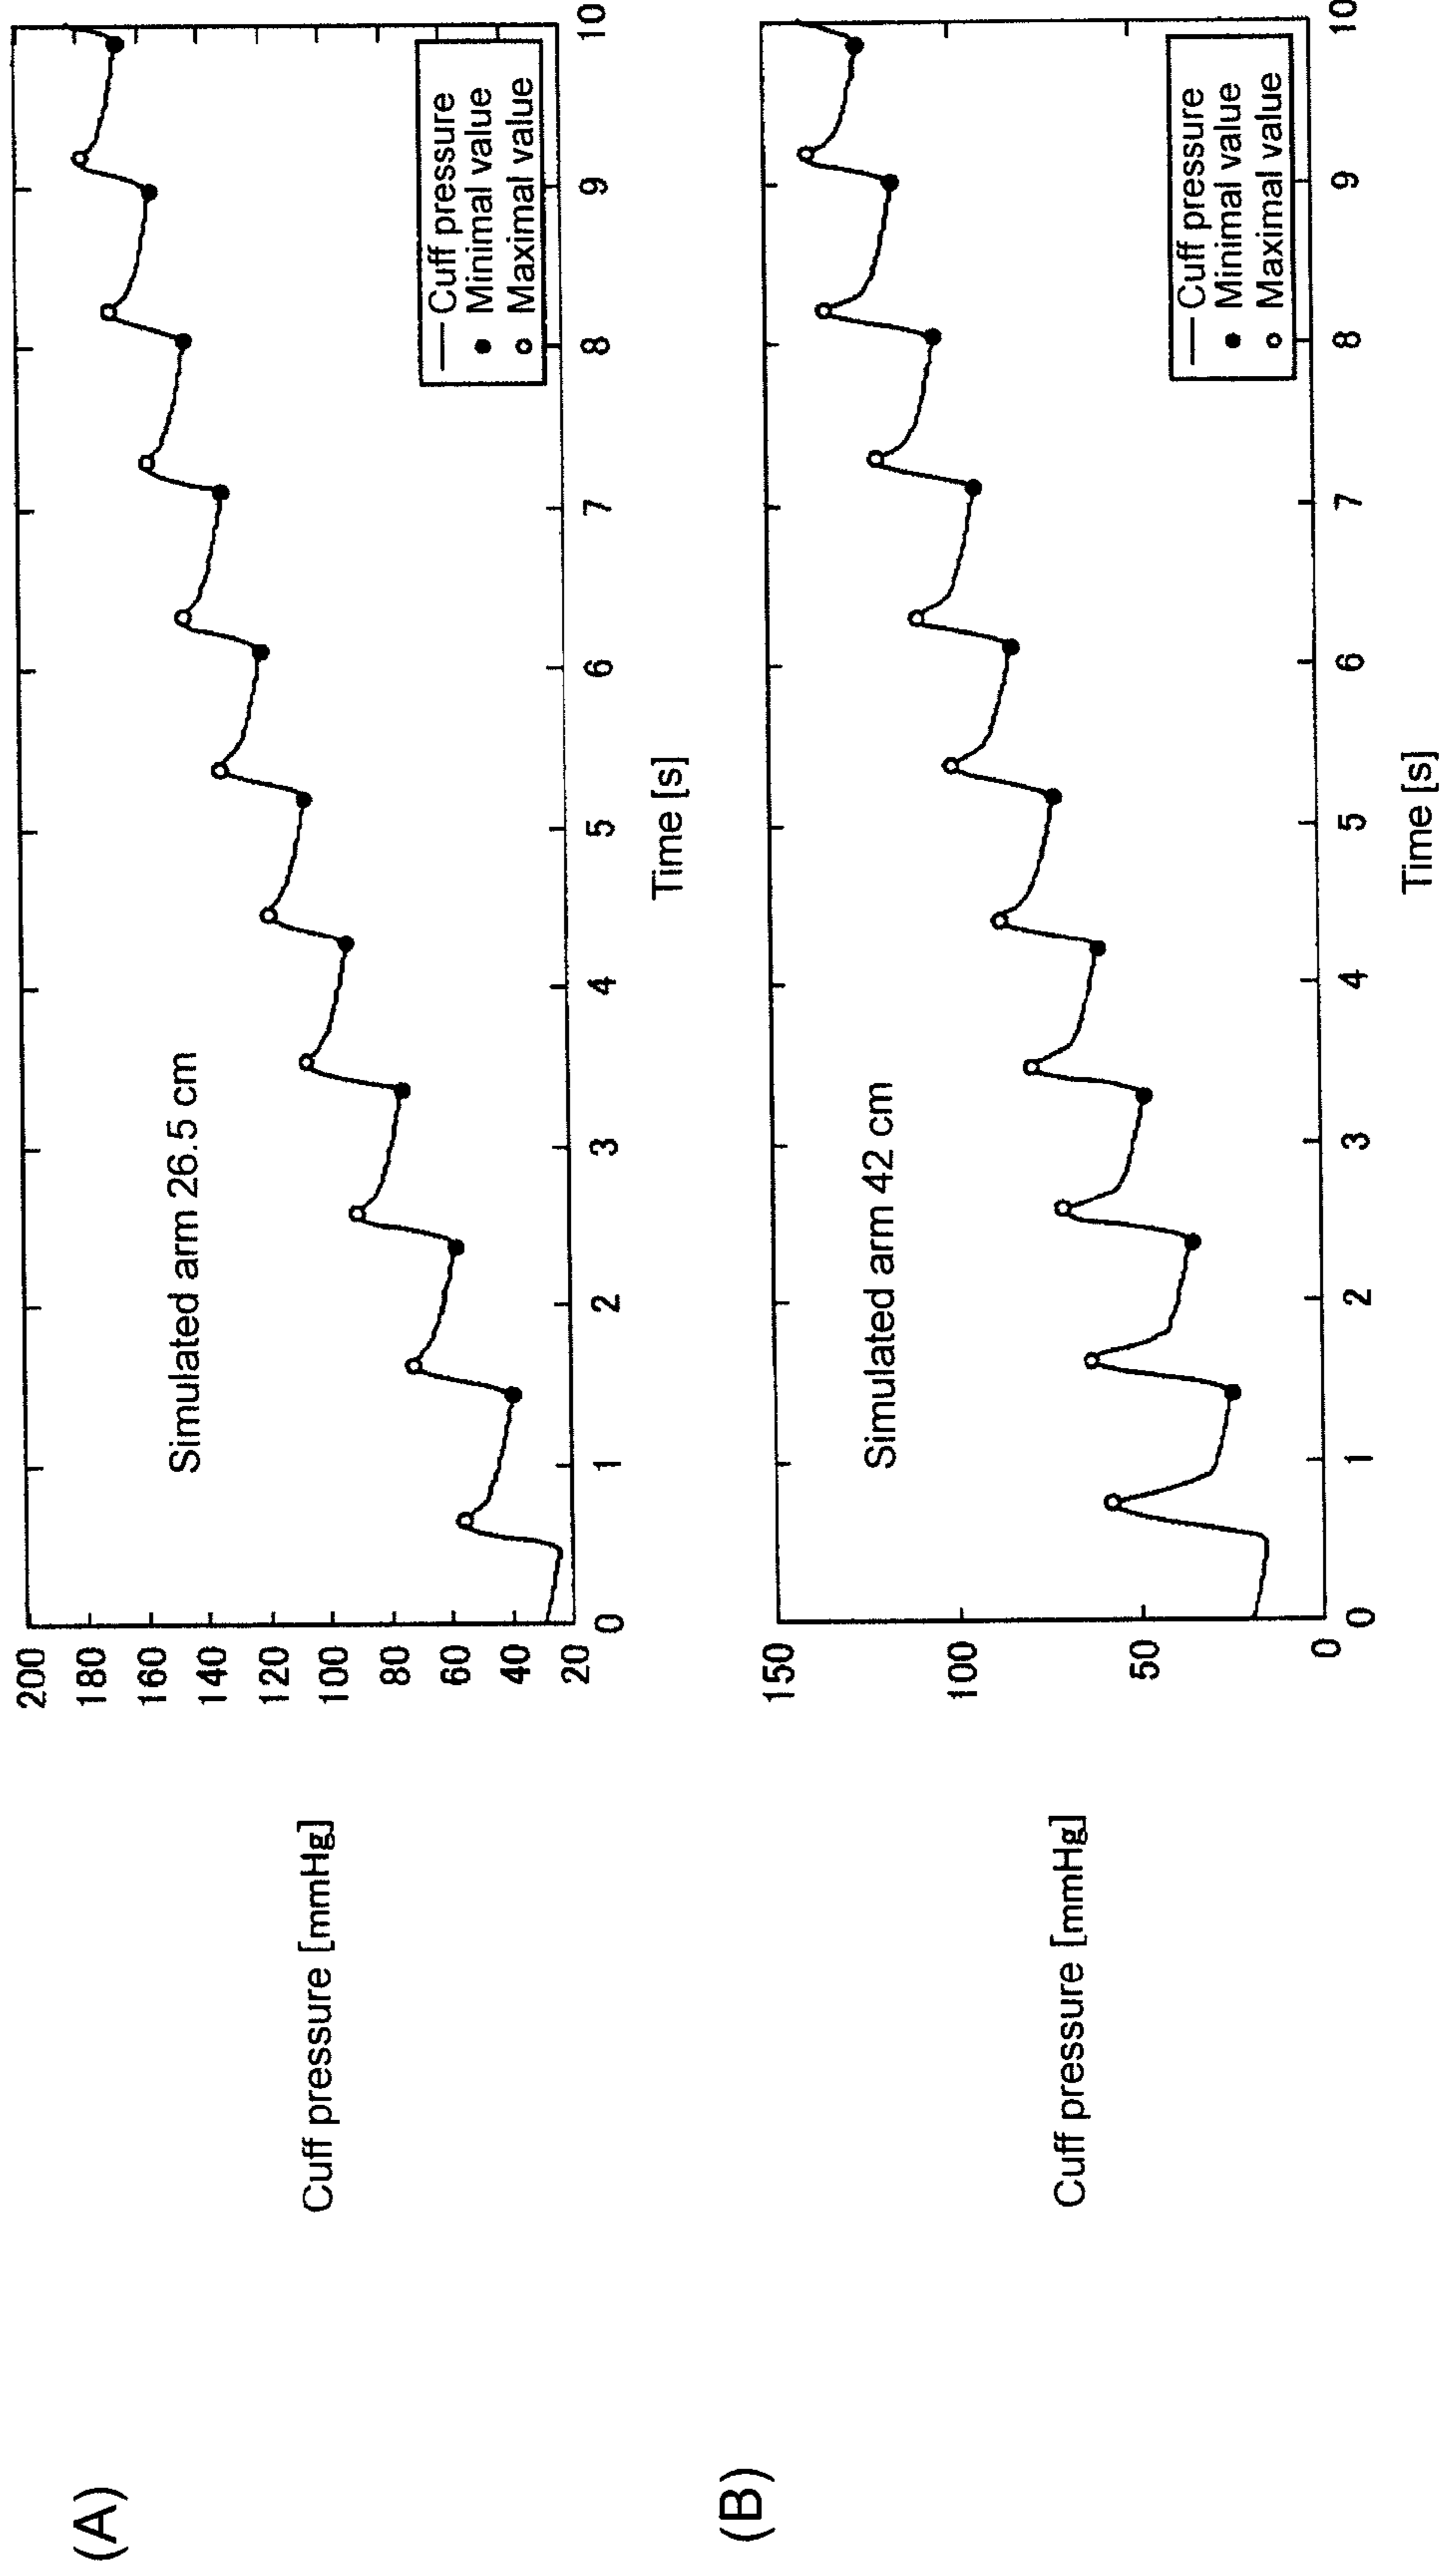 (A)
Cuff pressure [mmHg]
200
180
160
140
120
100
80
60
40
20
Simulated arm 26.5 cm
Cuff pressure
Minimal value
Maximal value
0 1 2 3 4 5 6 7 8 9 10
Time [s]
(B)
Cuff pressure [mmHg]
150
100
50
0
Simulated arm 42 cm
Cuff pressure
Minimal value
Maximal value
0 1 2 3 4 5 6 7 8 9 10
Time [s]